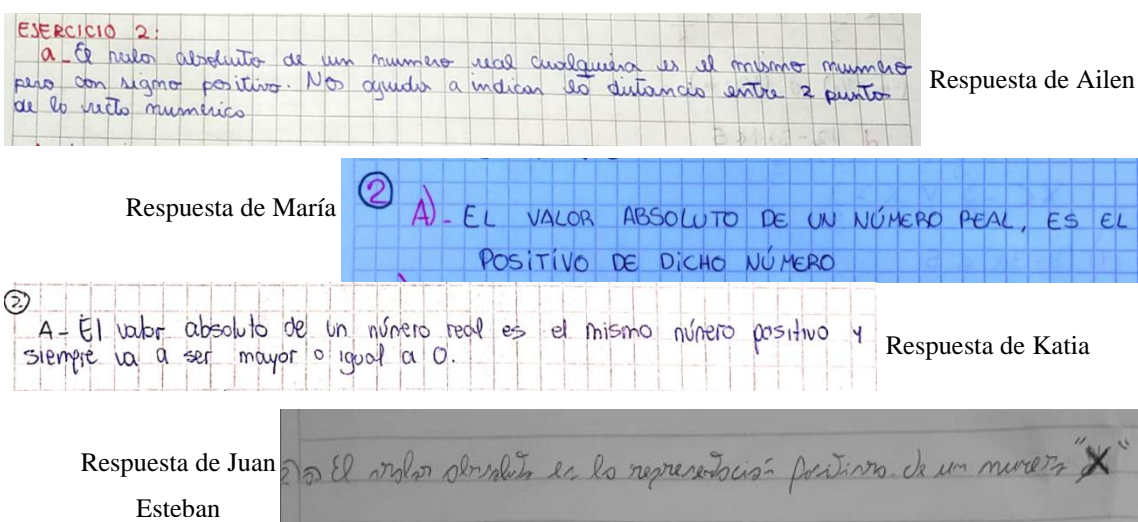 EJERCICIO 2:
a_ El valor absoluto de un numero real cualquiera es el mismo numero
pero con signo positivo. Nos ayuda a indicar la distancia entre 2 puntos
de la recta numerica
Respuesta de Ailen
Respuesta de María
2 A)_ EL VALOR ABSOLUTO DE UN NÚMERO REAL, ES EL
POSITIVO DE DICHO NÚMERO
2)
A- El valor absoluto de un número real es el mismo número positivo y
siempre va a ser mayor o igual a 0.
Respuesta de Katia
Respuesta de Juan
Esteban
2) a) El valor absoluto es la representación positiva de un numero "X"